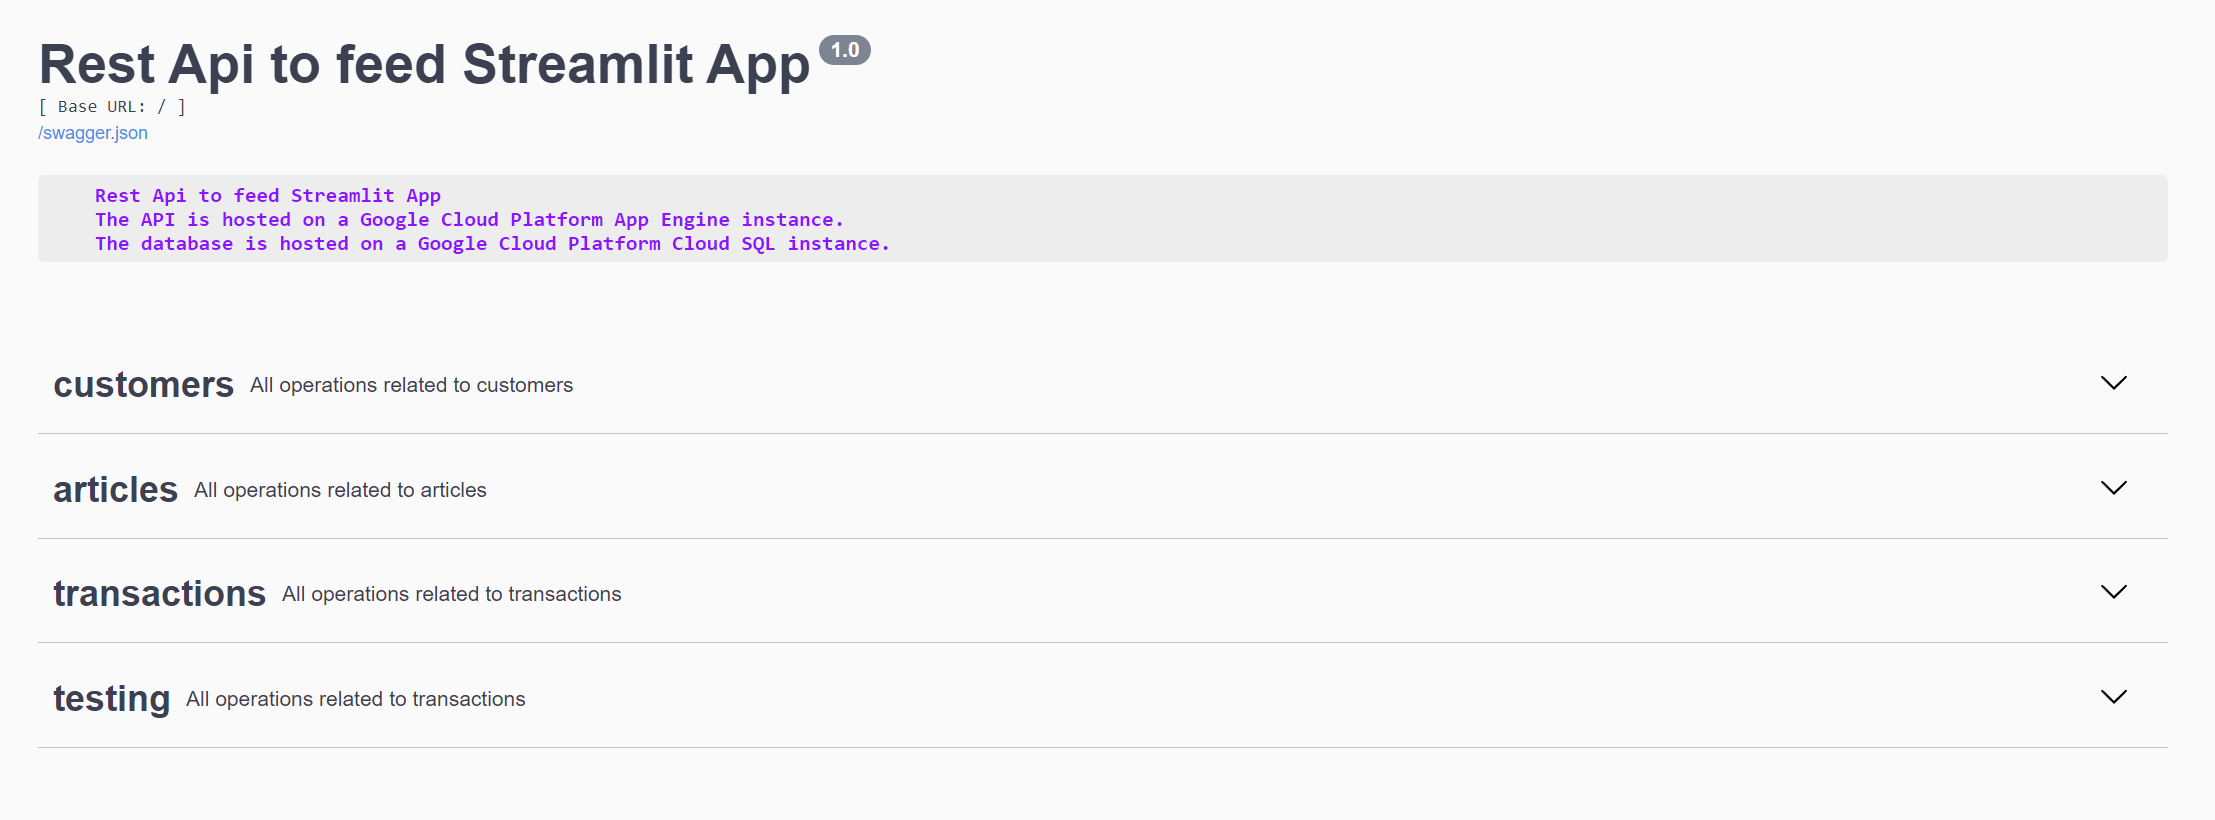 Rest Api to feed Streamlit App 1.0
[ Base URL: / ]
/swagger.json
Rest Api to feed Streamlit App
The API is hosted on a Google Cloud Platform App Engine instance.
The database is hosted on a Google Cloud Platform Cloud SQL instance.
customers All operations related to customers
articles All operations related to articles
transactions All operations related to transactions
testing All operations related to transactions